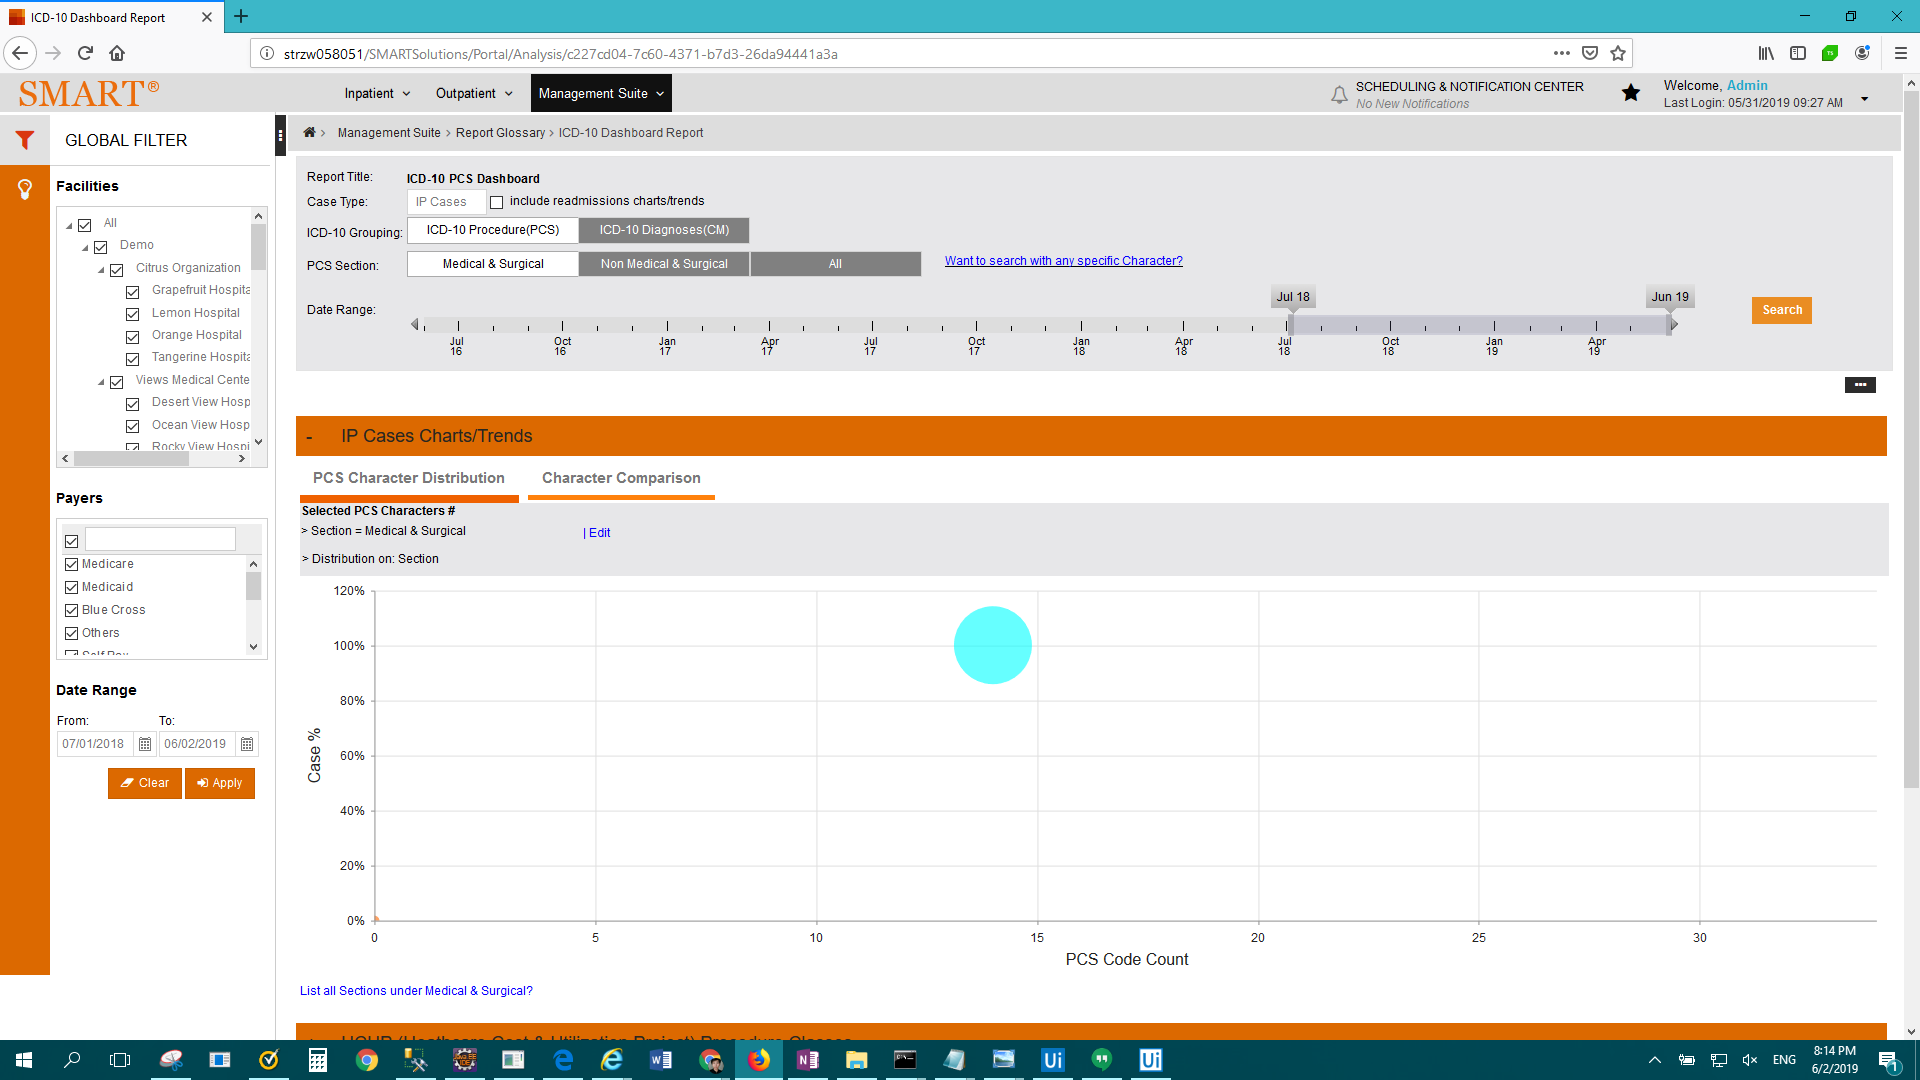 ICD-10 Dashboard Report
strzw058051/SMARTSolutions/Portal/Analysis/c227cd04-7c60-4371-b7d3-26da94441a3a
SMART®
Inpatient
Outpatient
Management Suite
SCHEDULING & NOTIFICATION CENTER
No New Notifications
Welcome, Admin
Last Login: 05/31/2019 09:27 AM
GLOBAL FILTER
Management Suite > Report Glossary > ICD-10 Dashboard Report
Facilities
All
Demo
Citrus Organization
Grapefruit Hospita
Lemon Hospital
Orange Hospital
Tangerine Hospita
Views Medical Cente
Desert View Hosp
Ocean View Hosp
Rocky View Hospi
Payers
Medicare
Medicaid
Blue Cross
Others
Self Pay
Date Range
From:
To:
07/01/2018
06/02/2019
Clear
Apply
Report Title:
ICD-10 PCS Dashboard
Case Type:
IP Cases
include readmissions charts/trends
ICD-10 Grouping:
ICD-10 Procedure(PCS)
ICD-10 Diagnoses(CM)
PCS Section:
Medical & Surgical
Non Medical & Surgical
All
Want to search with any specific Character?
Date Range:
Jul 18
Jun 19
Search
Jul 16
Oct 16
Jan 17
Apr 17
Jul 17
Oct 17
Jan 18
Apr 18
Jul 18
Oct 18
Jan 19
Apr 19
- IP Cases Charts/Trends
PCS Character Distribution
Character Comparison
Selected PCS Characters #
> Section = Medical & Surgical
| Edit
> Distribution on: Section
120%
100%
80%
60%
40%
20%
0%
Case %
0
5
10
15
20
25
30
PCS Code Count
List all Sections under Medical & Surgical?
ENG
8:14 PM
6/2/2019
1